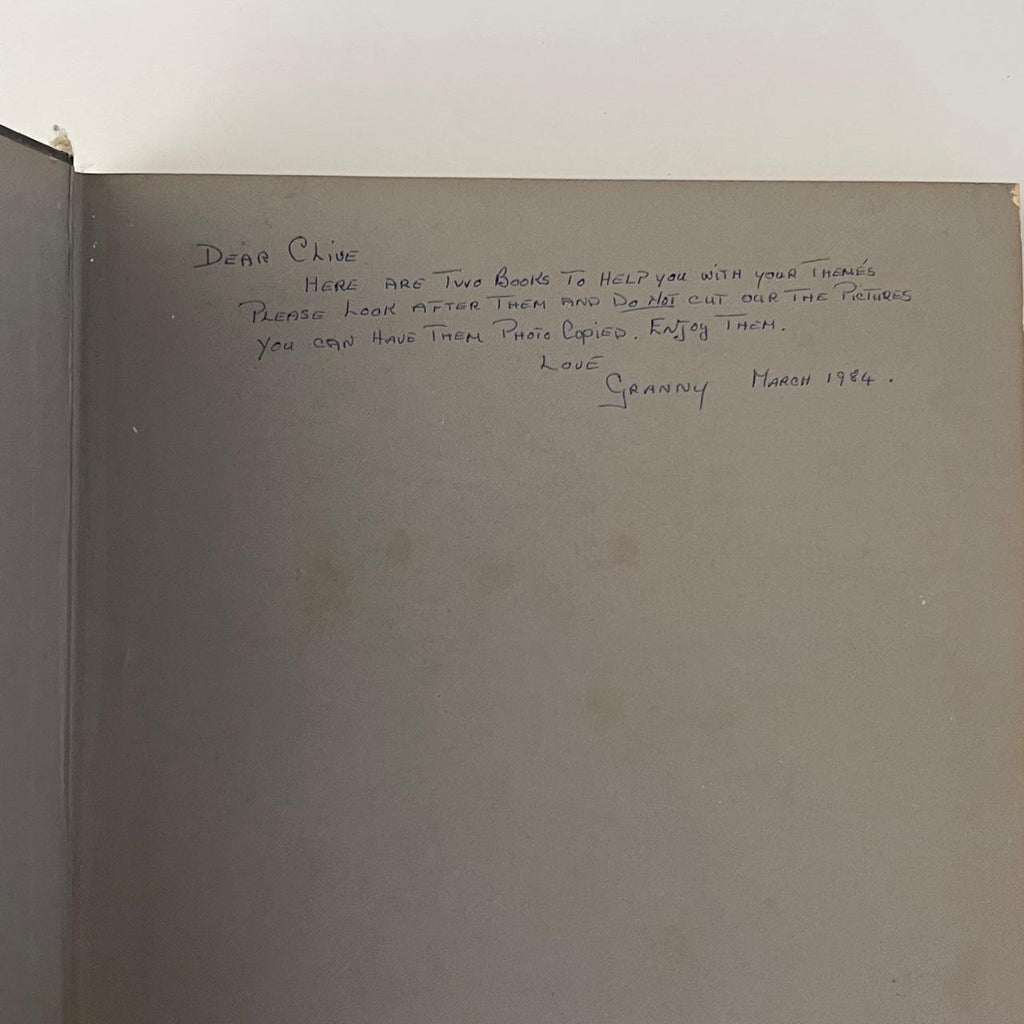 DEAR CLIVE
HERE ARE TWO BOOKS TO HELP YOU WITH YOUR THEMES
PLEASE LOOK AFTER THEM AND DO NOT CUT OUR THE PICTURES
YOU CAN HAVE THEM PHOTO COPIED. ENJOY THEM.
LOVE
GRANNY MARCH 1984.